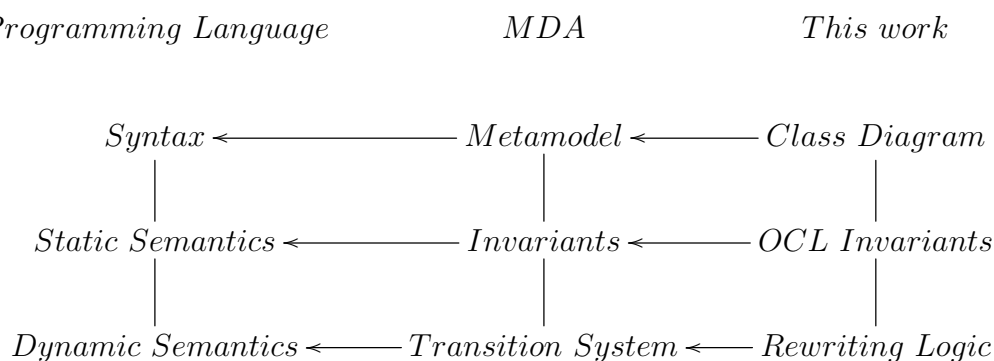 Programming Language MDA This work
Syntax Metamodel Class Diagram
Static Semantics Invariants OCL Invariants
Dynamic Semantics Transition System Rewriting Logic